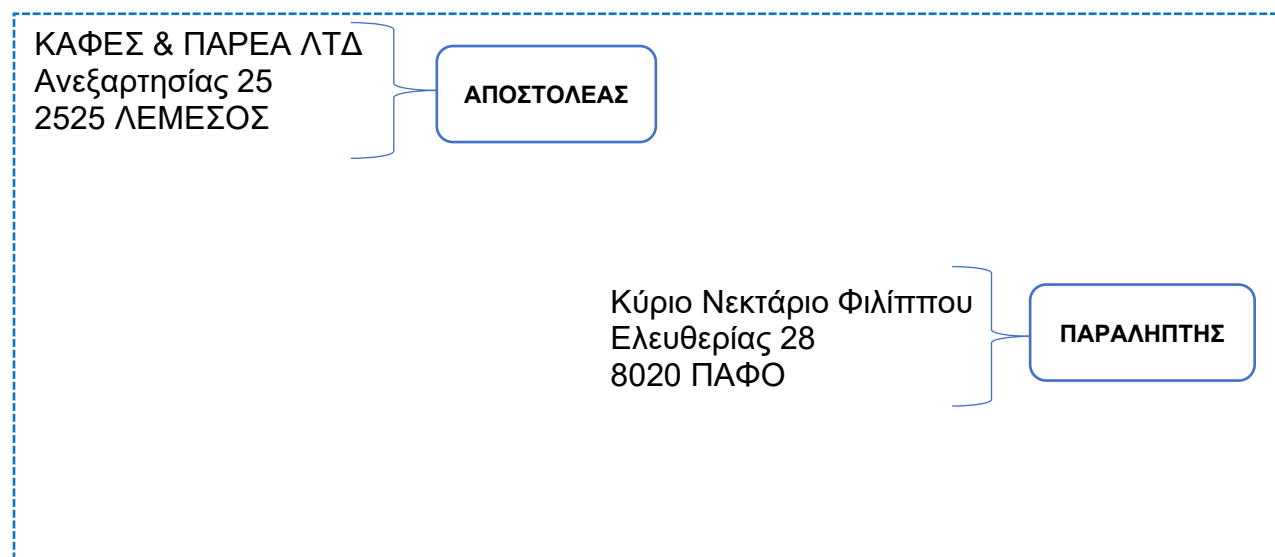 ΚΑΦΕΣ & ΠΑΡΕΑ ΛΤΔ
Ανεξαρτησίας 25
2525 ΛΕΜΕΣΟΣ
ΑΠΟΣΤΟΛΕΑΣ
Κύριο Νεκτάριο Φιλίππου
Ελευθερίας 28
8020 ΠΑΦΟ
ΠΑΡΑΛΗΠΤΗΣ